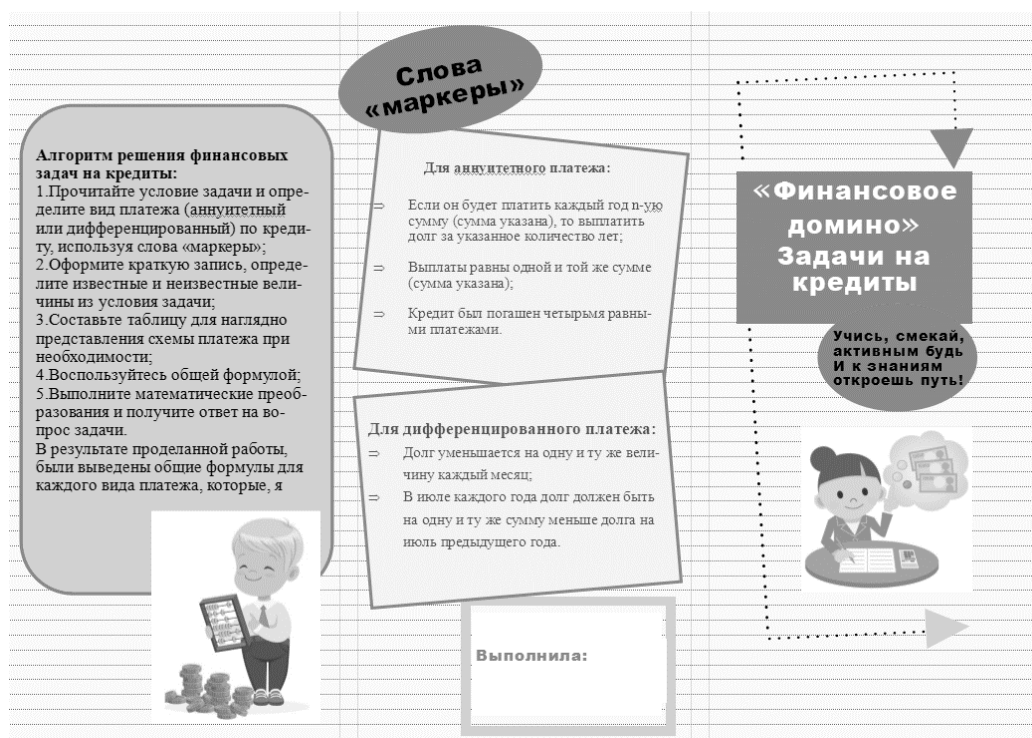 Алгоритм решения финансовых
задач на кредиты:
1.Прочитайте условие задачи и опре-
делите вид платежа (аннуитетный
или дифференцированный) по креди-
ту, используя слова «маркеры»;
2.Оформите краткую запись, опреде-
лите известные и неизвестные вели-
чины из условия задачи;
3.Составьте таблицу для наглядно
представления схемы платежа при
необходимости;
4.Воспользуйтесь общей формулой;
5.Выполните математические преоб-
разования и получите ответ на во-
прос задачи.
В результате проделанной работы,
были выведены общие формулы для
каждого вида платежа, которые, я
Слова
«маркеры»
Для аннуитетного платежа:
⇒ Если он будет платить каждый год n-ую
сумму (сумма указана), то выплатить
долг за указанное количество лет;
⇒ Выплаты равны одной и той же сумме
(сумма указана);
⇒ Кредит был погашен четырьмя равны-
ми платежами.
Для дифференцированного платежа:
⇒ Долг уменьшается на одну и ту же вели-
чину каждый месяц;
⇒ В июле каждого года долг должен быть
на одну и ту же сумму меньше долга на
июль предыдущего года.
Выполнила:
«Финансовое
домино»
Задачи на
кредиты
Учись, смекай,
активным будь
И к знаниям
откроешь путь!